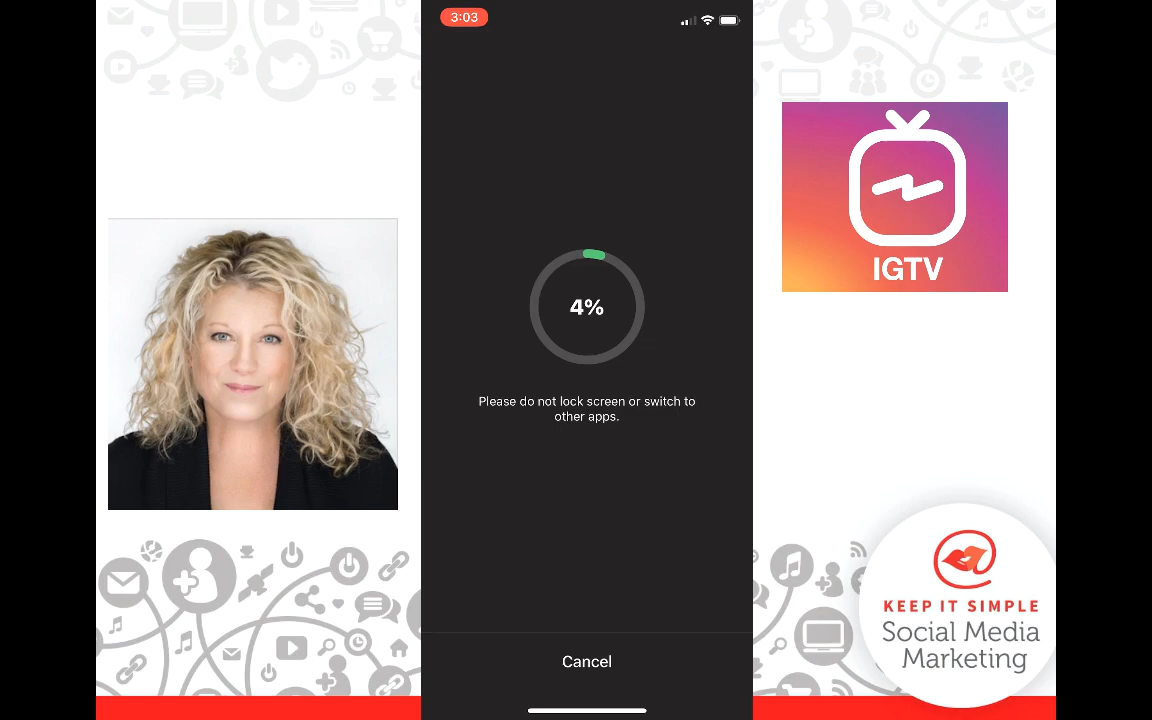 3:03
IGTV
4%
Please do not lock screen or switch to
other apps.
KEEP IT SIMPLE
Social Media
Marketing
Cancel